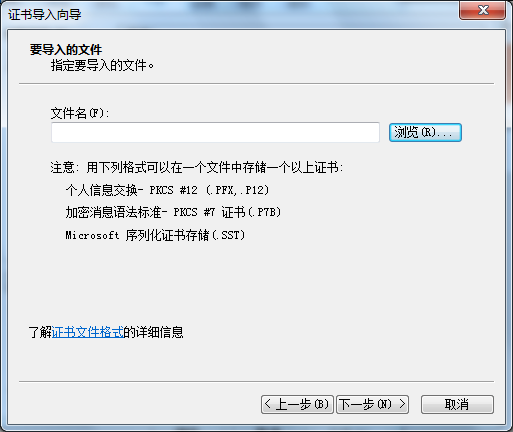 证书导入向导
要导入的文件
指定要导入的文件。
文件名(F):
浏览(R)...
注意: 用下列格式可以在一个文件中存储一个以上证书:
个人信息交换- PKCS #12 (.PFX,.P12)
加密消息语法标准- PKCS #7 证书(.P7B)
Microsoft 序列化证书存储(.SST)
了解证书文件格式的详细信息
< 上一步(B) 下一步(N) > 取消